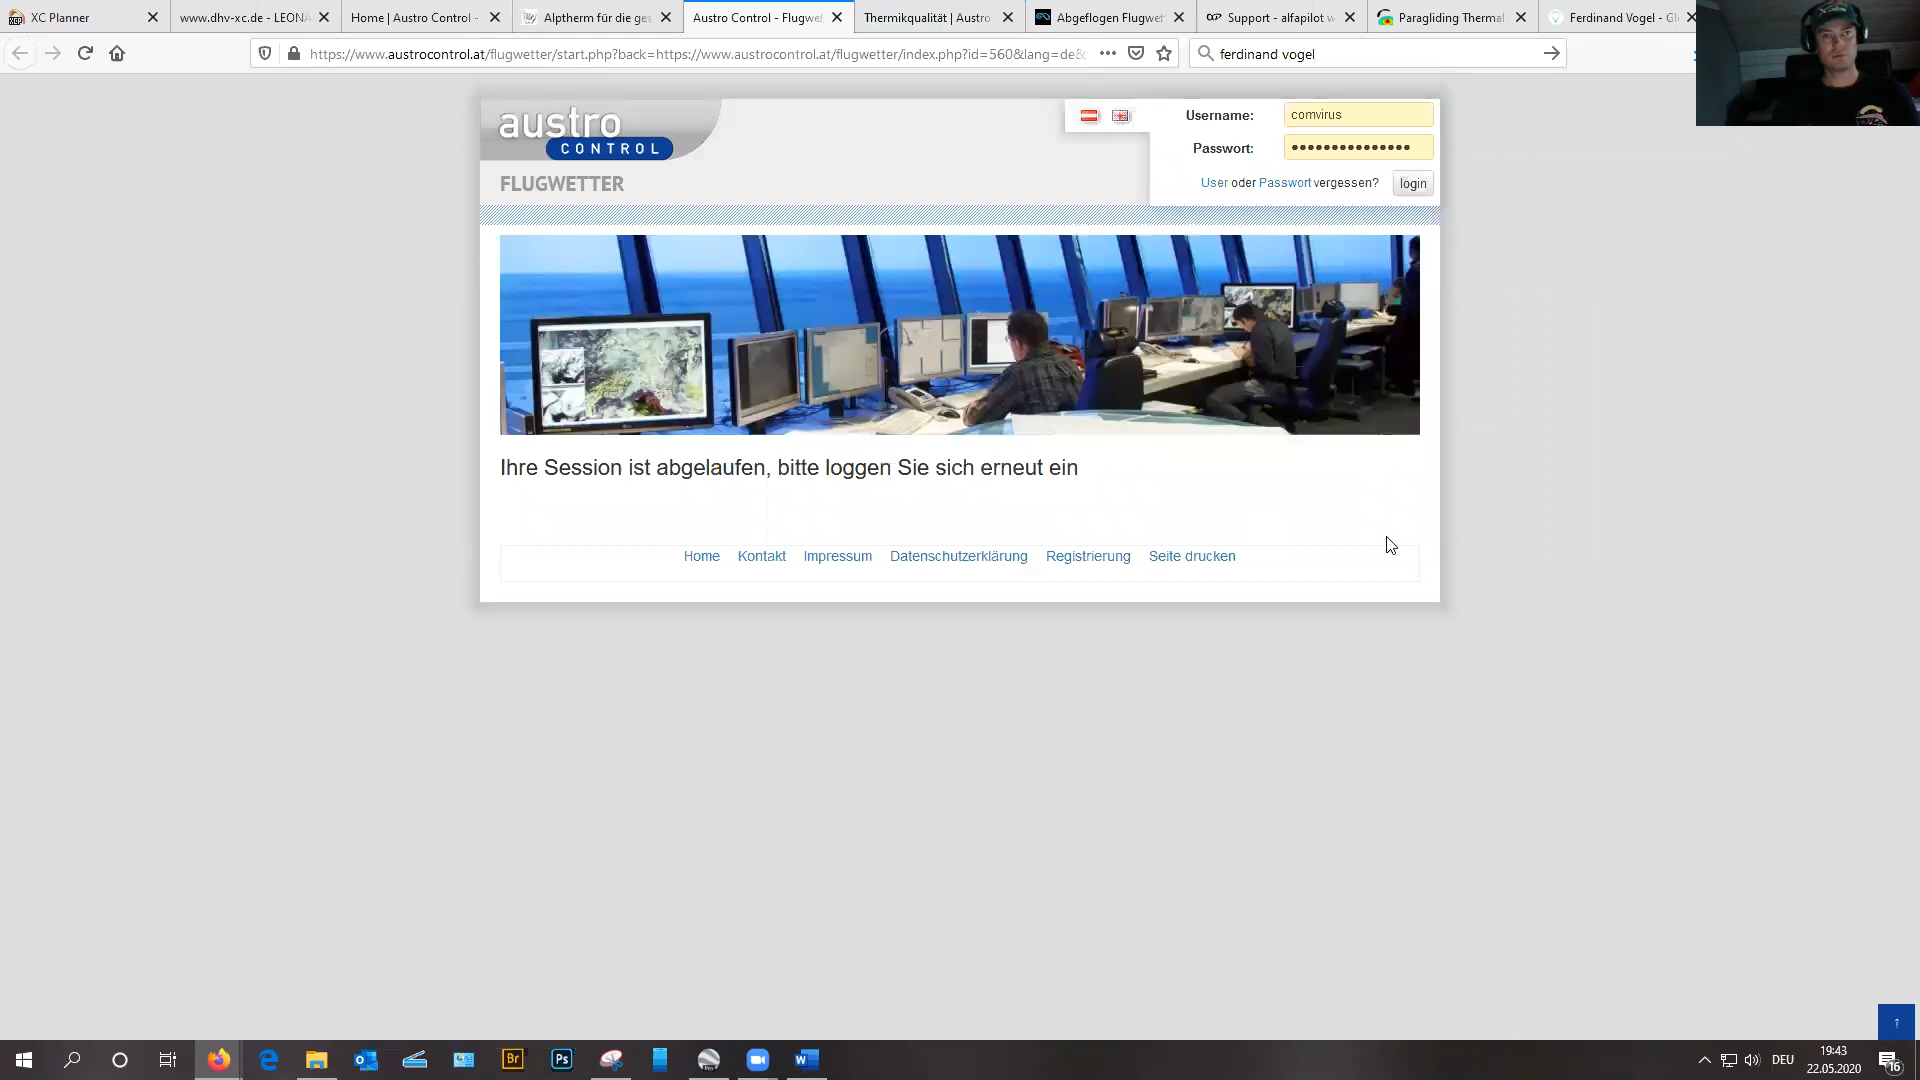 XC Planner
www.dhv-xc.de - LEON
Home | Austro Control -
Alptherm für die ges
Austro Control - Flugwe
Thermikqualität | Austro
Abgeflogen Flugwet
Support - alfapilot w
Paragliding Thermal
Ferdinand Vogel - Gl
https://www.austrocontrol.at/flugwetter/start.php?back=https://www.austrocontrol.at/flugwetter/index.php?id=560&lang=de&
ferdinand vogel
austro
CONTROL
FLUGWETTER
Username: comvirus
Passwort: •••••••••••••••
User oder Passwort vergessen? login
Ihre Session ist abgelaufen, bitte loggen Sie sich erneut ein
Home Kontakt Impressum Datenschutzerklärung Registrierung Seite drucken
Br
Ps
DEU
19:43
22.05.2020
16